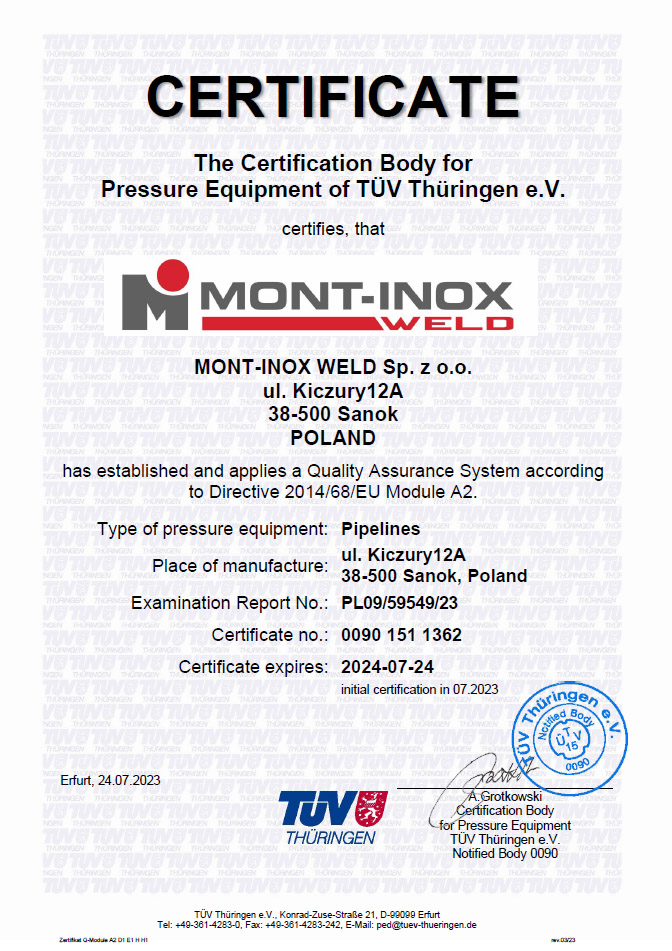 CERTIFICATE
The Certification Body for
Pressure Equipment of TÜV Thüringen e.V.
certifies, that
MONT-INOX
WELD
MONT-INOX WELD Sp. z o.o.
ul. Kiczury12A
38-500 Sanok
POLAND
has established and applies a Quality Assurance System according
to Directive 2014/68/EU Module A2.
Type of pressure equipment: Pipelines
Place of manufacture: ul. Kiczury12A
38-500 Sanok, Poland
Examination Report No.: PL09/59549/23
Certificate no.: 0090 151 1362
Certificate expires: 2024-07-24
initial certification in 07.2023
TÜV Thüringen e.V.
Notified Body
TÜV
15
0090
Erfurt, 24.07.2023
TÜV
THÜRINGEN
A.Grotkowski
Certification Body
for Pressure Equipment
TÜV Thüringen e.V.
Notified Body 0090
TÜV Thüringen e.V., Konrad-Zuse-Straße 21, D-99099 Erfurt
Tel: +49-361-4283-0, Fax: +49-361-4283-242, E-Mail: ped@tuev-thueringen.de
Zertifikat Q-Module A2 D1 E1 H H1
rev.03/23